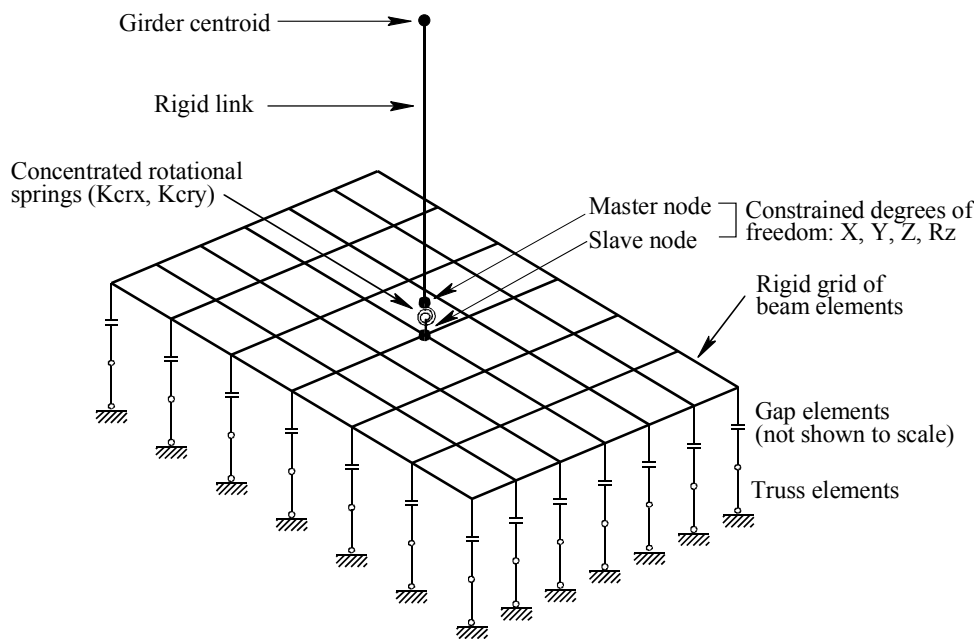 Girder centroid
Rigid link
Concentrated rotational
springs (Kcrx, Kcry)
Master node
Slave node
Constrained degrees of
freedom: X, Y, Z, Rz
Rigid grid of
beam elements
Gap elements
(not shown to scale)
Truss elements